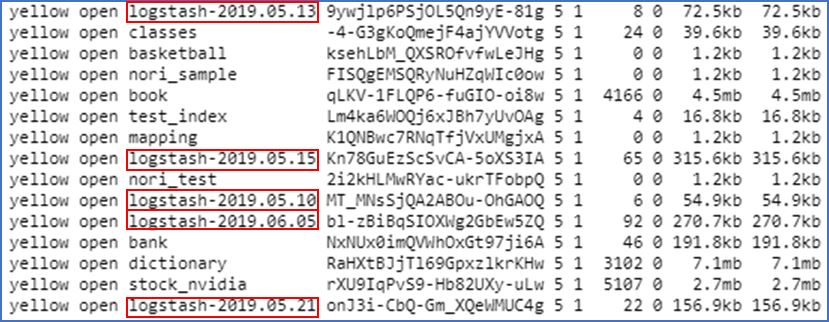 yellow open logstash-2019.05.13 9ywjlp6PSjOL5Qn9yE-81g 5 1 8 0 72.5kb 72.5kb
yellow open classes -4-G3gKoQmejF4ajYVVotg 5 1 24 0 39.6kb 39.6kb
yellow open basketball ksehLbM_QXSROfvfwLeJHg 5 1 0 0 1.2kb 1.2kb
yellow open nori_sample FISQgEMSQRyNuHZqWIc0ow 5 1 0 0 1.2kb 1.2kb
yellow open book qLKV-1FLQP6-fuGIO-oi8w 5 1 4166 0 4.5mb 4.5mb
yellow open test_index Lm4ka6WOQj6xJBh7yUvOAg 5 1 4 0 16.8kb 16.8kb
yellow open mapping K1QNBwc7RNqTfjVxUMgjxA 5 1 0 0 1.2kb 1.2kb
yellow open logstash-2019.05.15 Kn78GuEzScSvCA-5oXS3IA 5 1 65 0 315.6kb 315.6kb
yellow open nori_test 2i2kHLMwRYac-ukrTFobpQ 5 1 0 0 1.2kb 1.2kb
yellow open logstash-2019.05.10 MT_MNsSjQA2ABOu-OhGAOQ 5 1 6 0 54.9kb 54.9kb
yellow open logstash-2019.06.05 bl-zBiBqSIOXWg2GbEw5ZQ 5 1 92 0 270.7kb 270.7kb
yellow open bank NxNUx0imQVWhOxGt97ji6A 5 1 46 0 191.8kb 191.8kb
yellow open dictionary RaHXtBJjTl69GpxzlkrKHw 5 1 3102 0 7.1mb 7.1mb
yellow open stock_nvidia rXU9IqPvS9-Hb82UXy-uLw 5 1 5107 0 2.7mb 2.7mb
yellow open logstash-2019.05.21 onJ3i-CbQ-Gm_XQeWMUC4g 5 1 22 0 156.9kb 156.9kb